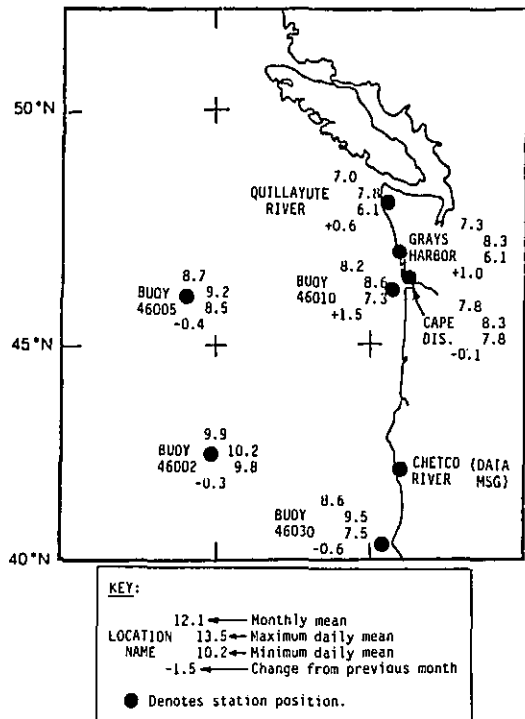 50°N
7.0
QUILLAYUTE 7.8
RIVER 6.1
+0.6
7.3
GRAYS 8.3
HARBOR 6.1
+1.0
8.2
BUOY 8.6
46010 7.3
+1.5
8.7
BUOY 9.2
46005 8.5
-0.4
7.8
CAPE 8.3
DIS. 7.8
-0.1
45°N
9.9
BUOY 10.2
46002 9.8
-0.3
CHETCO (DATA
RIVER MSG)
8.6
BUOY 9.5
46030 7.5
-0.6
40°N
KEY:
12.1 Monthly mean
LOCATION 13.5 Maximum daily mean
NAME 10.2 Minimum daily mean
-1.5 Change from previous month
Denotes station position.